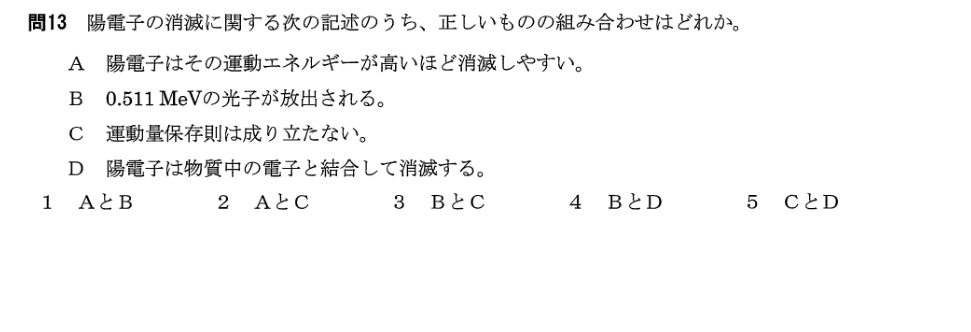 問13 陽電子の消滅に関する次の記述のうち、正しいものの組み合わせはどれか。
A 陽電子はその運動エネルギーが高いほど消滅しやすい。
B 0.511 MeVの光子が放出される。
C 運動量保存則は成り立たない。
D 陽電子は物質中の電子と結合して消滅する。
1 AとB 2 AとC 3 BとC 4 BとD 5 CとD